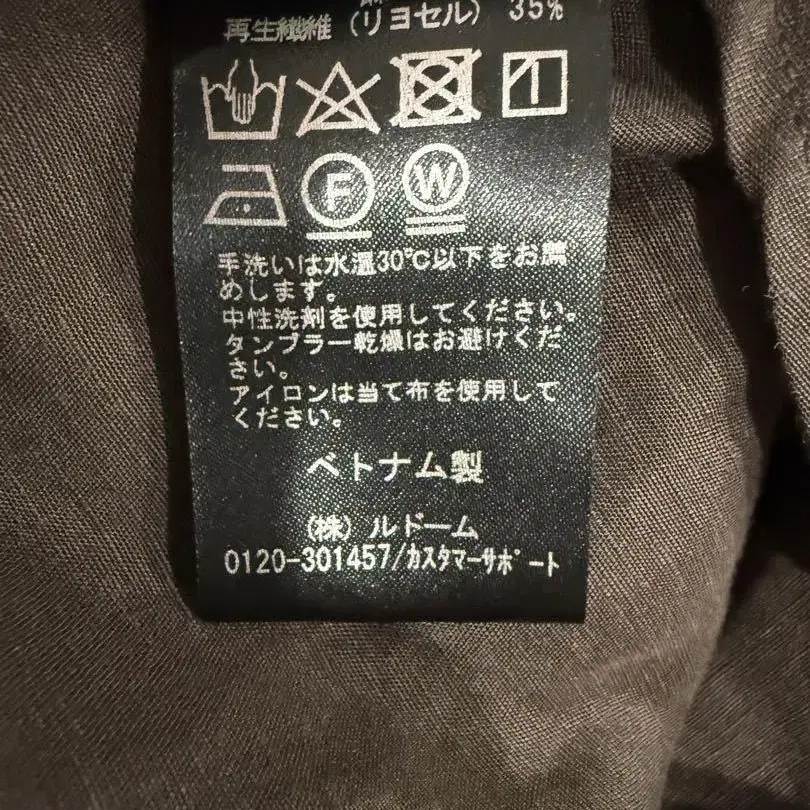 再生繊維 (リヨセル) 35%
F W
手洗いは水温30℃以下をお薦
めします。
中性洗剤を使用してください。
タンブラー乾燥はお避けくだ
さい。
アイロンは当て布を使用して
ください。
ベトナム製
(株) ルドーム
0120-301457/カスタマーサポート